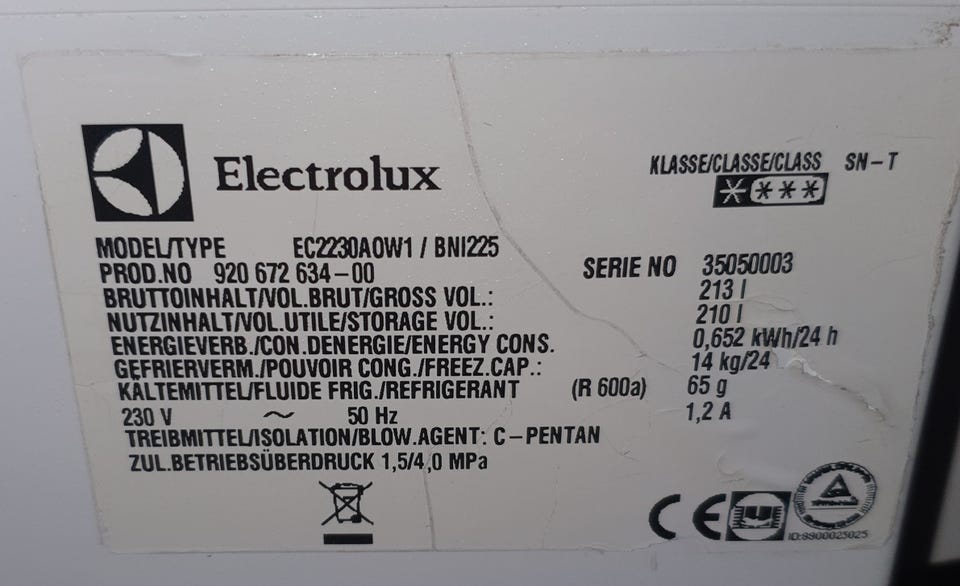 Electrolux
KLASSE/CLASSE/CLASS SN-T
MODEL/TYPE EC2230AOW1 / BNI225
PROD.NO 920 672 634-00 SERIE NO 35050003
BRUTTOINHALT/VOL.BRUT/GROSS VOL.: 213 l
NUTZINHALT/VOL.UTILE/STORAGE VOL.: 210 l
ENERGIEVERB./CON.DENERGIE/ENERGY CONS. 0,652 kWh/24 h
GEFRIERVERM./POUVOIR CONG./FREEZ.CAP.: 14 kg/24
KÄLTEMITTEL/FLUIDE FRIG./REFRIGERANT (R 600a) 65 g
230 V ~ 50 Hz 1,2 A
TREIBMITTEL/ISOLATION/BLOW.AGENT: C-PENTAN
ZUL.BETRIEBSÜBERDRUCK 1,5/4,0 MPa
CE
ID:8800025025